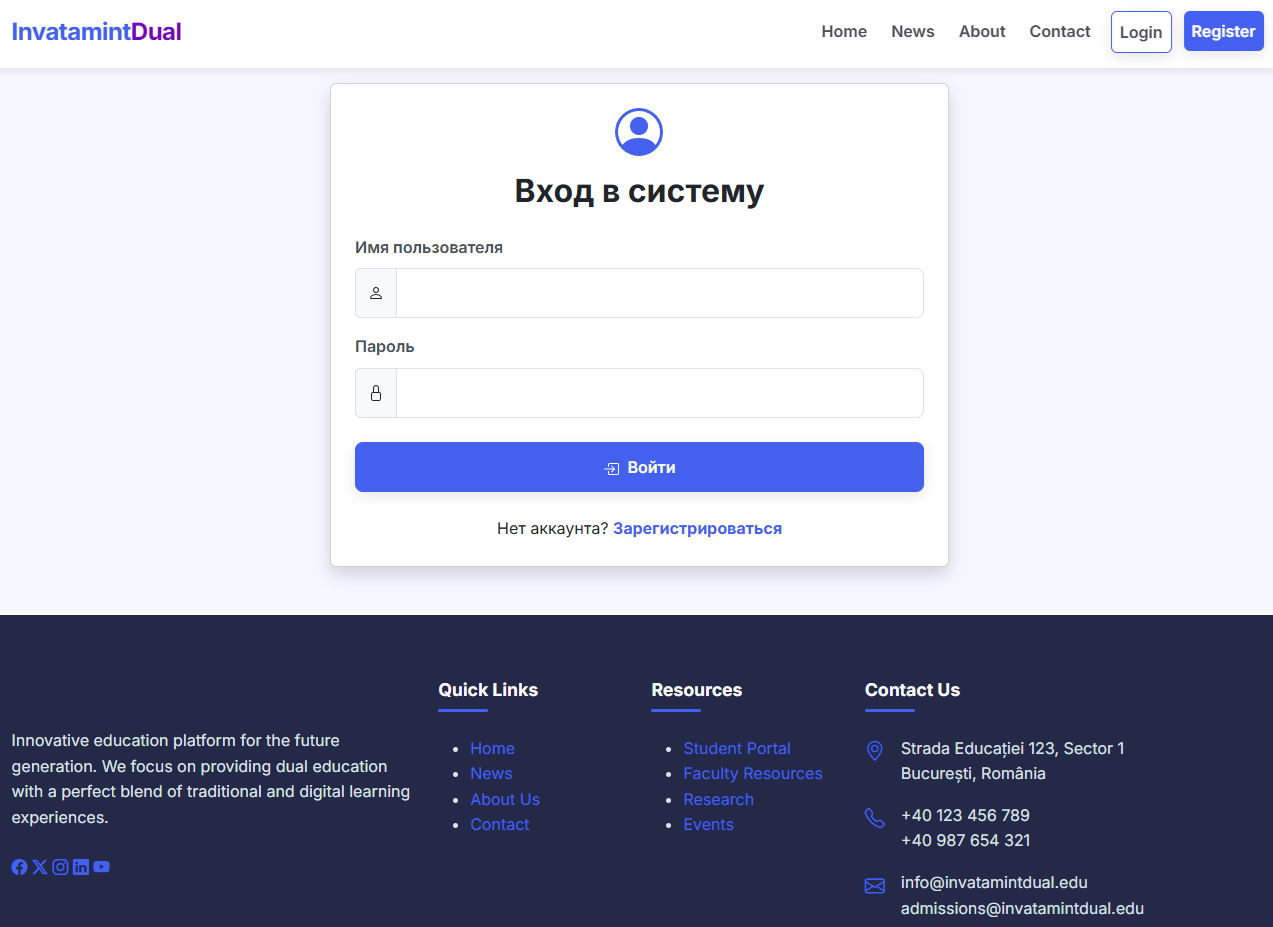 InvatamintDual
Home News About Contact Login Register
Вход в систему
Имя пользователя
Пароль
Войти
Нет аккаунта? Зарегистрироваться
Innovative education platform for the future
generation. We focus on providing dual education
with a perfect blend of traditional and digital learning
experiences.
Quick Links
Home
News
About Us
Contact
Resources
Student Portal
Faculty Resources
Research
Events
Contact Us
Strada Educației 123, Sector 1
București, România
+40 123 456 789
+40 987 654 321
info@invatamintdual.edu
admissions@invatamintdual.edu